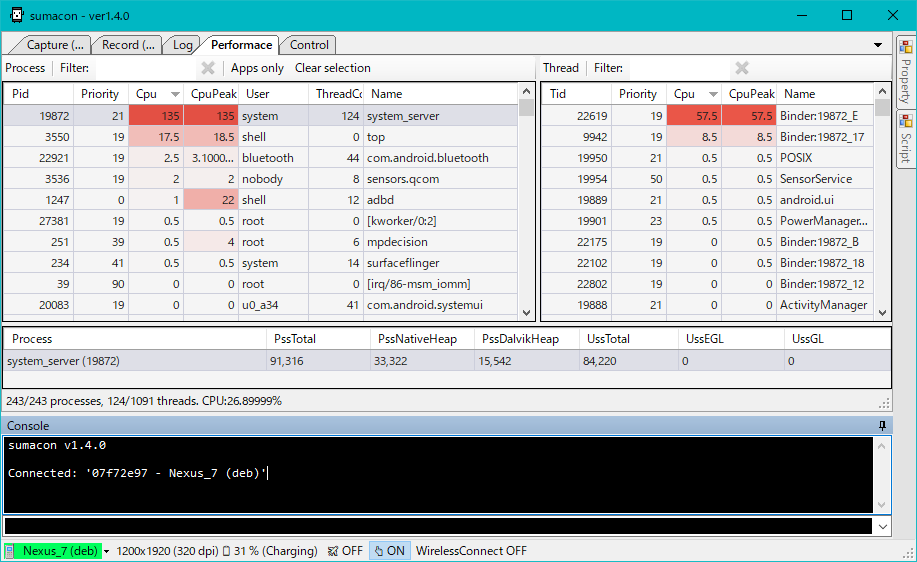 sumacon - ver1.4.0
Capture (... Record (... Log Performace Control
Process Filter: Apps only Clear selection Thread Filter:
Pid Priority Cpu CpuPeak User ThreadCo Name Tid Priority Cpu CpuPeak Name
19872 21 135 135 system 124 system_server 22619 19 57.5 57.5 Binder:19872_E
3550 19 17.5 18.5 shell 0 top 9942 19 8.5 8.5 Binder:19872_17
22921 19 2.5 3.1000... bluetooth 44 com.android.bluetooth 19950 21 0.5 0.5 POSIX
3536 19 2 2 nobody 8 sensors.qcom 19954 50 0.5 0.5 SensorService
1247 0 1 22 shell 12 adbd 19889 21 0.5 0.5 android.ui
27381 19 0.5 0.5 root 0 [kworker/0:2] 19901 23 0.5 0.5 PowerManager...
251 39 0.5 4 root 6 mpdecision 22175 19 0 0.5 Binder:19872_B
234 41 0.5 0.5 system 14 surfaceflinger 22102 19 0 0.5 Binder:19872_18
39 90 0 0 root 0 [irq/86-msm_iomm] 22802 19 0 0 Binder:19872_12
20083 19 0 0 u0_a34 41 com.android.systemui 19888 21 0 0 ActivityManager
Property
Script
Process PssTotal PssNativeHeap PssDalvikHeap UssTotal UssEGL UssGL
system_server (19872) 91,316 33,322 15,542 84,220 0 0
243/243 processes, 124/1091 threads. CPU:26.89999%
Console
sumacon v1.4.0
Connected: '07f72e97 - Nexus_7 (deb)'
Nexus_7 (deb) 1200x1920 (320 dpi) 31 % (Charging) OFF ON WirelessConnect OFF